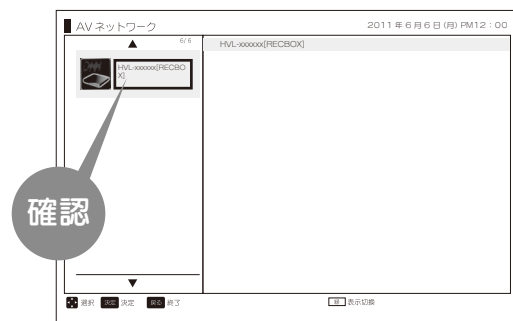 AV ネットワーク
2011 年 6 月 6 日 (月) PM12：00
6/ 6
HVL-xxxxxx[RECBOX]
HVL-xxxxxx[RECBO
X]
確認
選択 決定 決定 戻る 終了
緑 表示切換